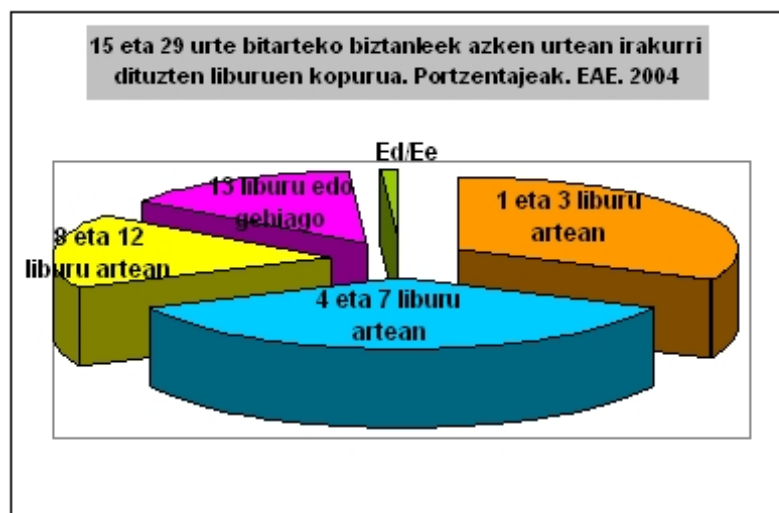 15 eta 29 urte bitarteko biztanleek azken urtean irakurri
dituzten liburuen kopurua. Portzentajeak. EAE. 2004
Ed/Ee
13 liburu edo
gehiago
1 eta 3 liburu
artean
8 eta 12
liburu artean
4 eta 7 liburu
artean